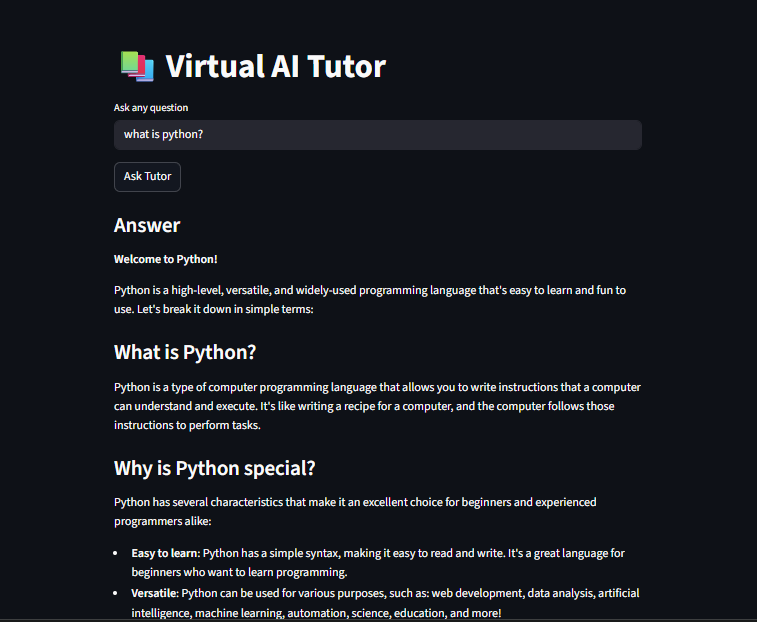 Virtual AI Tutor
Ask any question
what is python?
Ask Tutor
Answer
Welcome to Python!
Python is a high-level, versatile, and widely-used programming language that's easy to learn and fun to
use. Let's break it down in simple terms:
What is Python?
Python is a type of computer programming language that allows you to write instructions that a computer
can understand and execute. It's like writing a recipe for a computer, and the computer follows those
instructions to perform tasks.
Why is Python special?
Python has several characteristics that make it an excellent choice for beginners and experienced
programmers alike:
• Easy to learn: Python has a simple syntax, making it easy to read and write. It's a great language for
beginners who want to learn programming.
• Versatile: Python can be used for various purposes, such as: web development, data analysis, artificial
intelligence, machine learning, automation, science, education, and more!